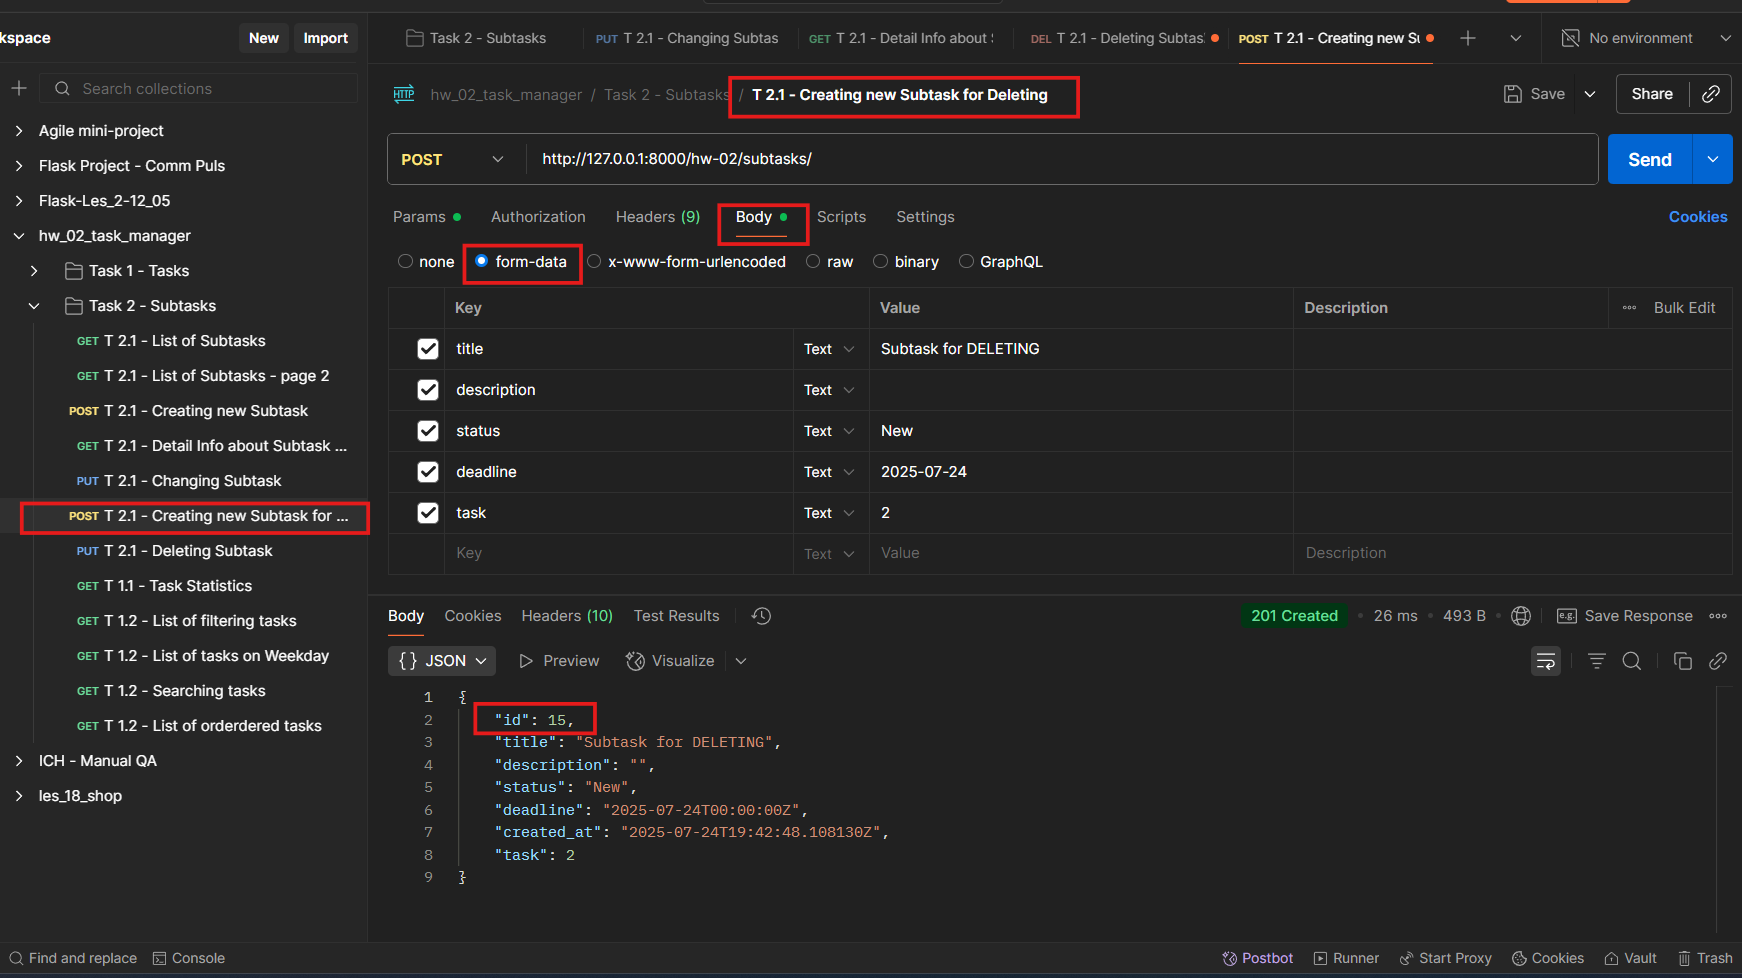 kspace
New
Import
Task 2 - Subtasks
PUT T 2.1 - Changing Subtas
GET T 2.1 - Detail Info about
DEL T 2.1 - Deleting Subtas
POST T 2.1 - Creating new Su
No environment
Search collections
HTTP hw_02_task_manager / Task 2 - Subtasks / T 2.1 - Creating new Subtask for Deleting
Save
Share
Agile mini-project
Flask Project - Comm Puls
Flask-Les_2-12_05
hw_02_task_manager
Task 1 - Tasks
Task 2 - Subtasks
GET T 2.1 - List of Subtasks
GET T 2.1 - List of Subtasks - page 2
POST T 2.1 - Creating new Subtask
GET T 2.1 - Detail Info about Subtask ...
PUT T 2.1 - Changing Subtask
POST T 2.1 - Creating new Subtask for ...
PUT T 2.1 - Deleting Subtask
GET T 1.1 - Task Statistics
GET T 1.2 - List of filtering tasks
GET T 1.2 - List of tasks on Weekday
GET T 1.2 - Searching tasks
GET T 1.2 - List of orderdered tasks
ICH - Manual QA
les_18_shop
POST
http://127.0.0.1:8000/hw-02/subtasks/
Send
Params
Authorization
Headers (9)
Body
Scripts
Settings
Cookies
none
form-data
x-www-form-urlencoded
raw
binary
GraphQL
Key Value Description ... Bulk Edit
title Text Subtask for DELETING
description Text
status Text New
deadline Text 2025-07-24
task Text 2
Key Text Value Description
Body Cookies Headers (10) Test Results
201 Created • 26 ms • 493 B •
e.g. Save Response ...
{} JSON
Preview
Visualize
1 {
2 "id": 15,
3 "title": "Subtask for DELETING",
4 "description": "",
5 "status": "New",
6 "deadline": "2025-07-24T00:00:00Z",
7 "created_at": "2025-07-24T19:42:48.108130Z",
8 "task": 2
9 }
Find and replace
Console
Postbot
Runner
Start Proxy
Cookies
Vault
Trash